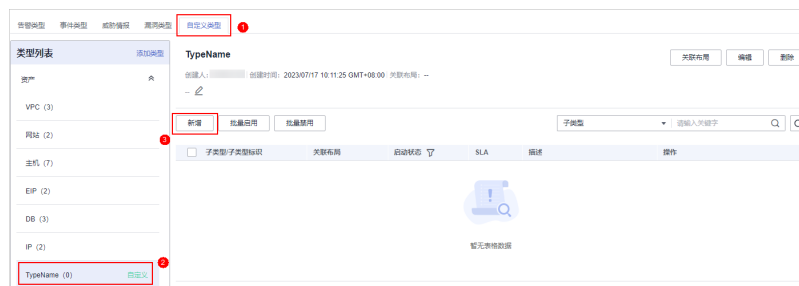 告警类型 事件类型 威胁情报 漏洞类型 自定义类型 1
类型列表 添加类型
资产
VPC (3)
网站 (2)
主机 (7)
EIP (2)
DB (3)
IP (2)
TypeName (0) 自定义
2
TypeName
关联布局 编辑 删除
创建人: 创建时间: 2023/07/17 10:11:25 GMT+08:00 关联布局: --
--
新增 批量启用 批量禁用
3
子类型 请输入关键字
子类型/子类型标识 关联布局 启动状态 SLA 描述 操作
暂无表格数据